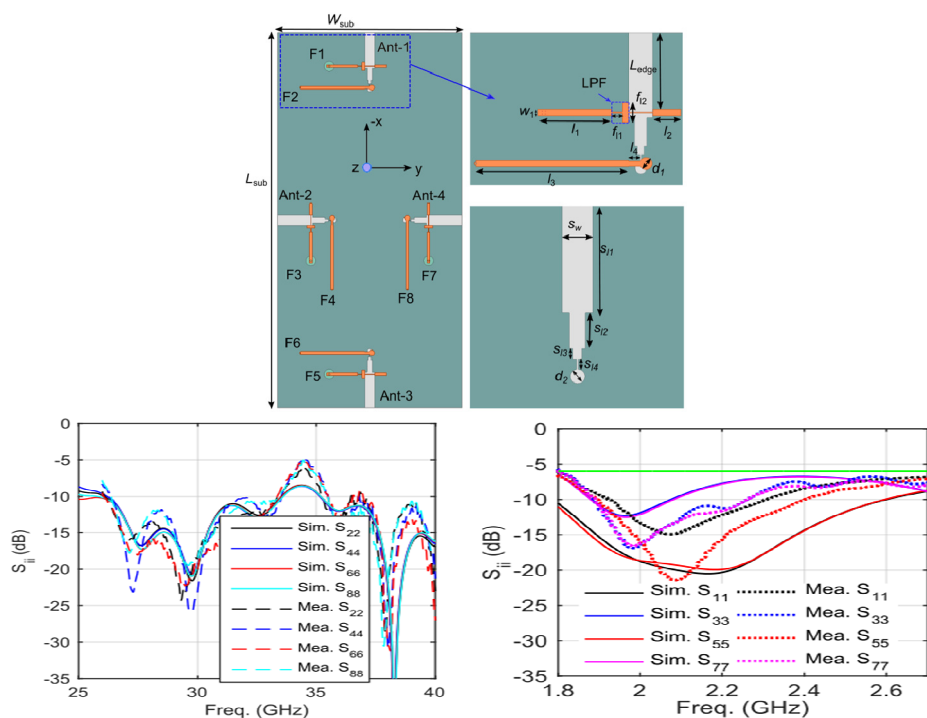 W_sub
F1
Ant-1
F2
-x
z
y
L_sub
Ant-2
Ant-4
F3
F4
F7
F8
F6
F5
Ant-3
L_edge
LPF
f_l2
w_1
l_1
f_l1
l_2
l_4
l_3
d_1
s_w
s_l1
s_l2
s_l3
s_l4
d_2
0
-5
-10
-15
-20
-25
-30
-35
S_ii (dB)
Sim. S_22
Sim. S_44
Sim. S_66
Sim. S_88
Mea. S_22
Mea. S_44
Mea. S_66
Mea. S_88
25 30 35 40
Freq. (GHz)
0
-5
-10
-15
-20
-25
-30
-35
S_ii (dB)
Sim. S_11 Mea. S_11
Sim. S_33 Mea. S_33
Sim. S_55 Mea. S_55
Sim. S_77 Mea. S_77
1.8 2 2.2 2.4 2.6
Freq. (GHz)